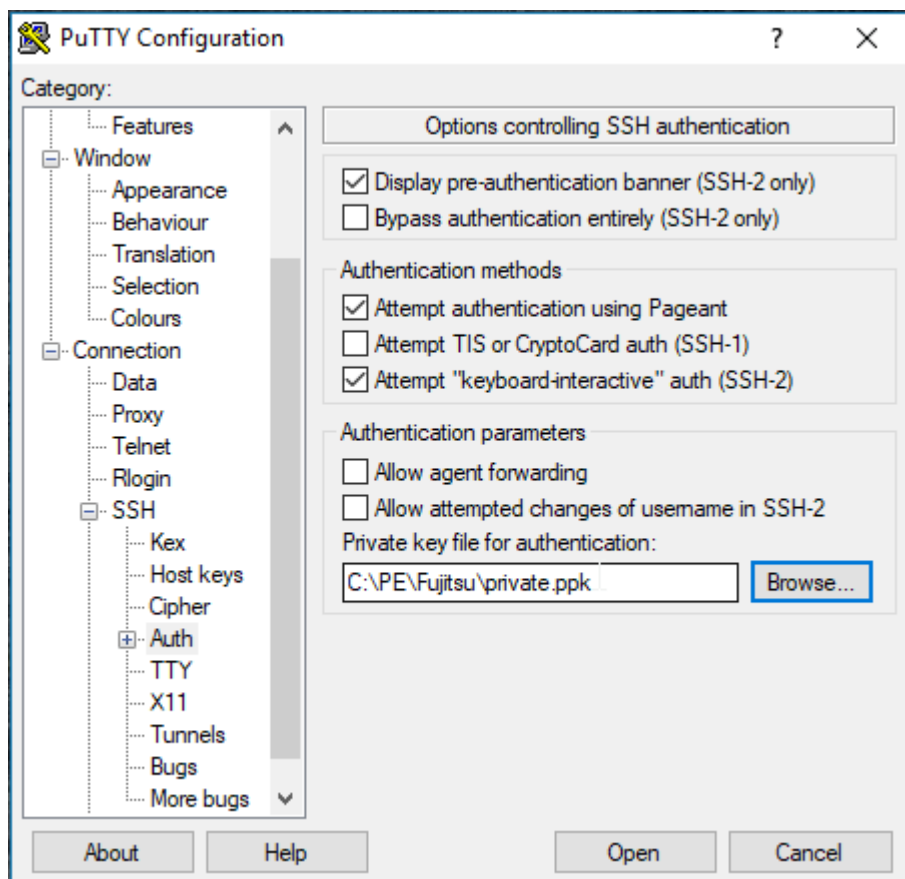 PuTTY Configuration
?
Category:
Features
Window
Appearance
Behaviour
Translation
Selection
Colours
Connection
Data
Proxy
Telnet
Rlogin
SSH
Kex
Host keys
Cipher
Auth
TTY
X11
Tunnels
Bugs
More bugs
Options controlling SSH authentication
Display pre-authentication banner (SSH-2 only)
Bypass authentication entirely (SSH-2 only)
Authentication methods
Attempt authentication using Pageant
Attempt TIS or CryptoCard auth (SSH-1)
Attempt "keyboard-interactive" auth (SSH-2)
Authentication parameters
Allow agent forwarding
Allow attempted changes of username in SSH-2
Private key file for authentication:
C:\PE\Fujitsu\private.ppk
Browse...
About
Help
Open
Cancel